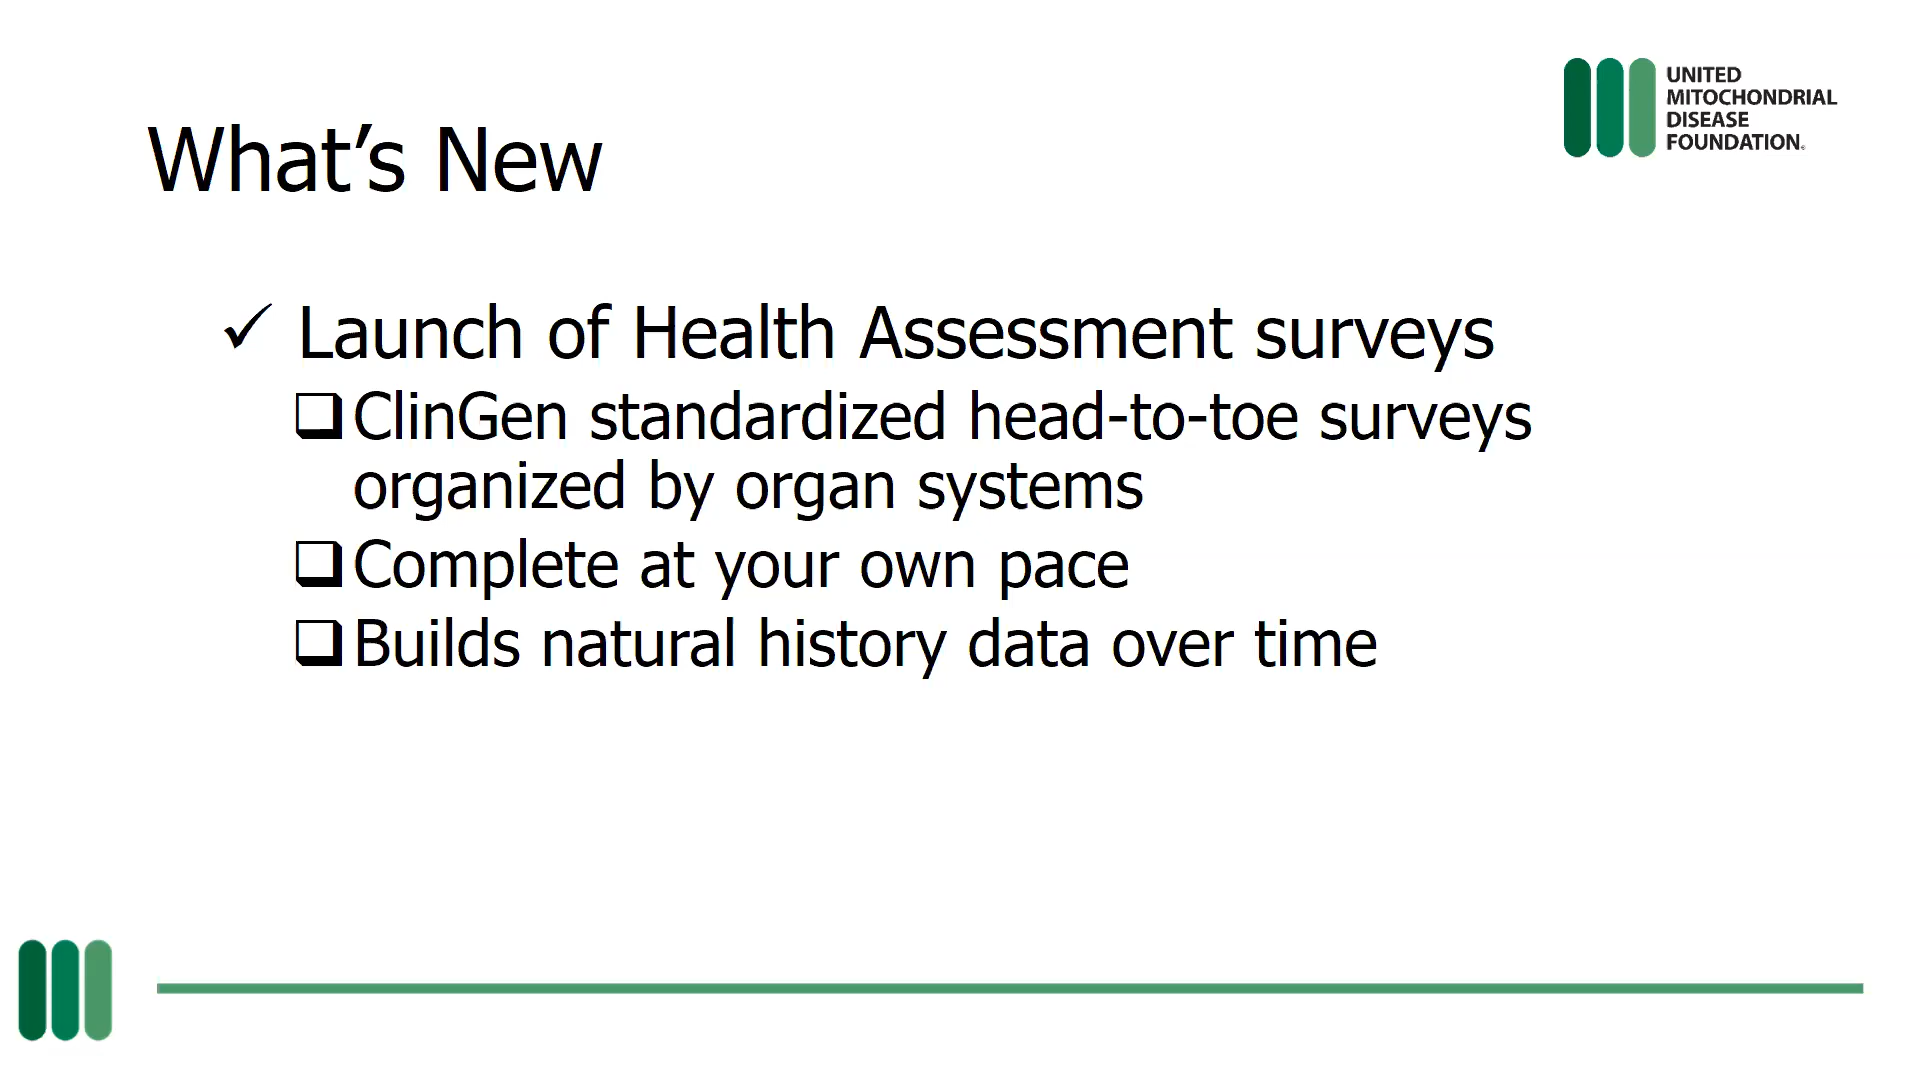 UNITED
MITOCHONDRIAL
DISEASE
FOUNDATION.
What’s New
✓ Launch of Health Assessment surveys
❑ClinGen standardized head-to-toe surveys
organized by organ systems
❑Complete at your own pace
❑Builds natural history data over time